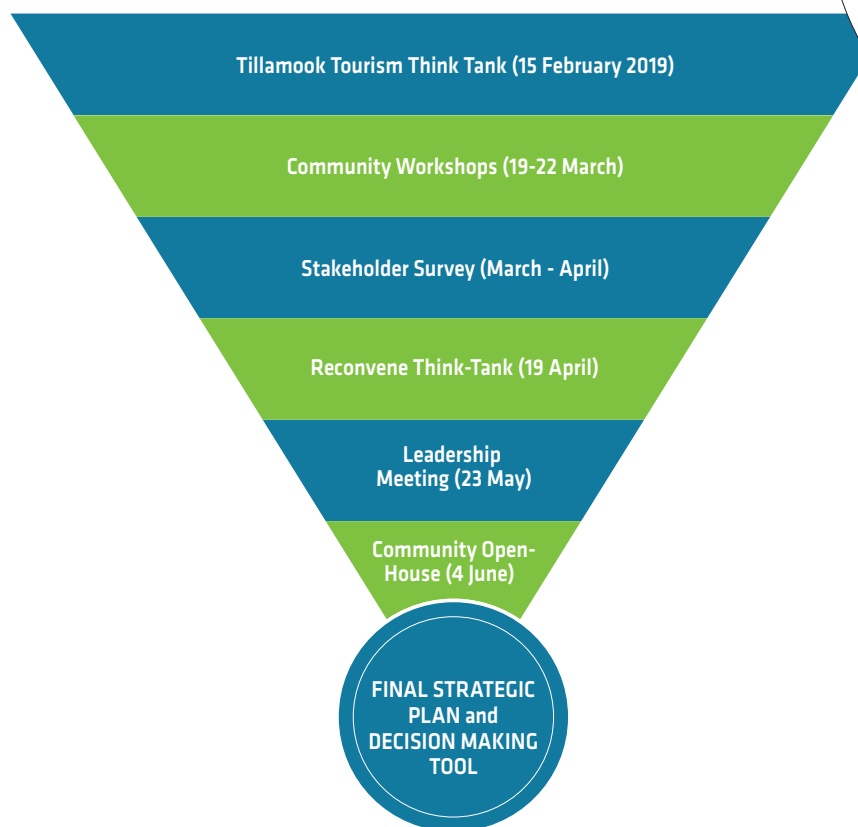 Tillamook Tourism Think Tank (15 February 2019)
Community Workshops (19-22 March)
Stakeholder Survey (March - April)
Reconvene Think-Tank (19 April)
Leadership
Meeting (23 May)
Community Open-
House (4 June)
FINAL STRATEGIC
PLAN and
DECISION MAKING
TOOL